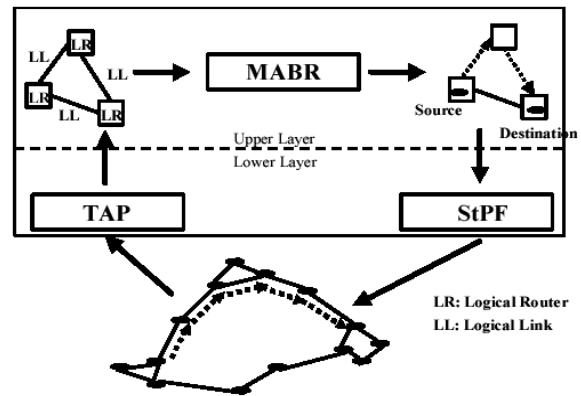 LR
LL
LL
LR
LL
LR
MABR
Source
Destination
Upper Layer
Lower Layer
TAP
StPF
LR: Logical Router
LL: Logical Link